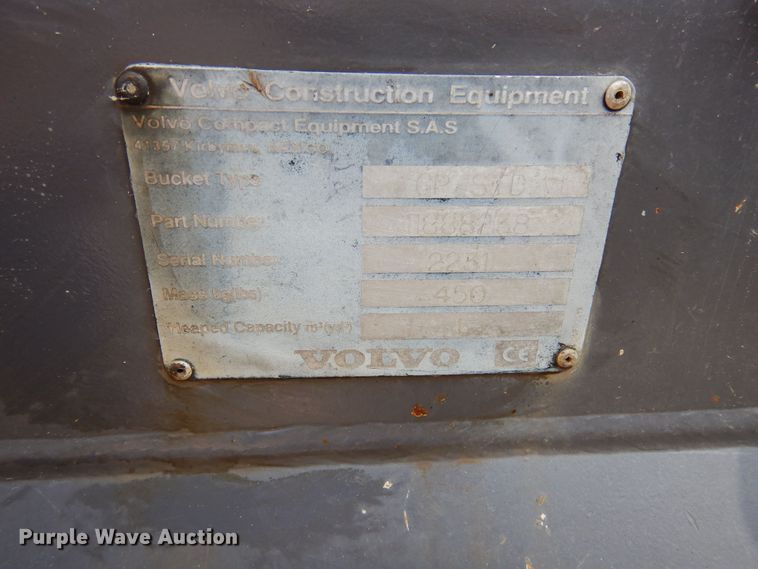 Volvo Construction Equipment
Volvo Compact Equipment S.A.S
41357
Bucket Type
Part Number
Serial Number 2251
Mass kg(lbs) 450
Heaped Capacity m³(yd³)
VOLVO CE
Purple Wave Auction